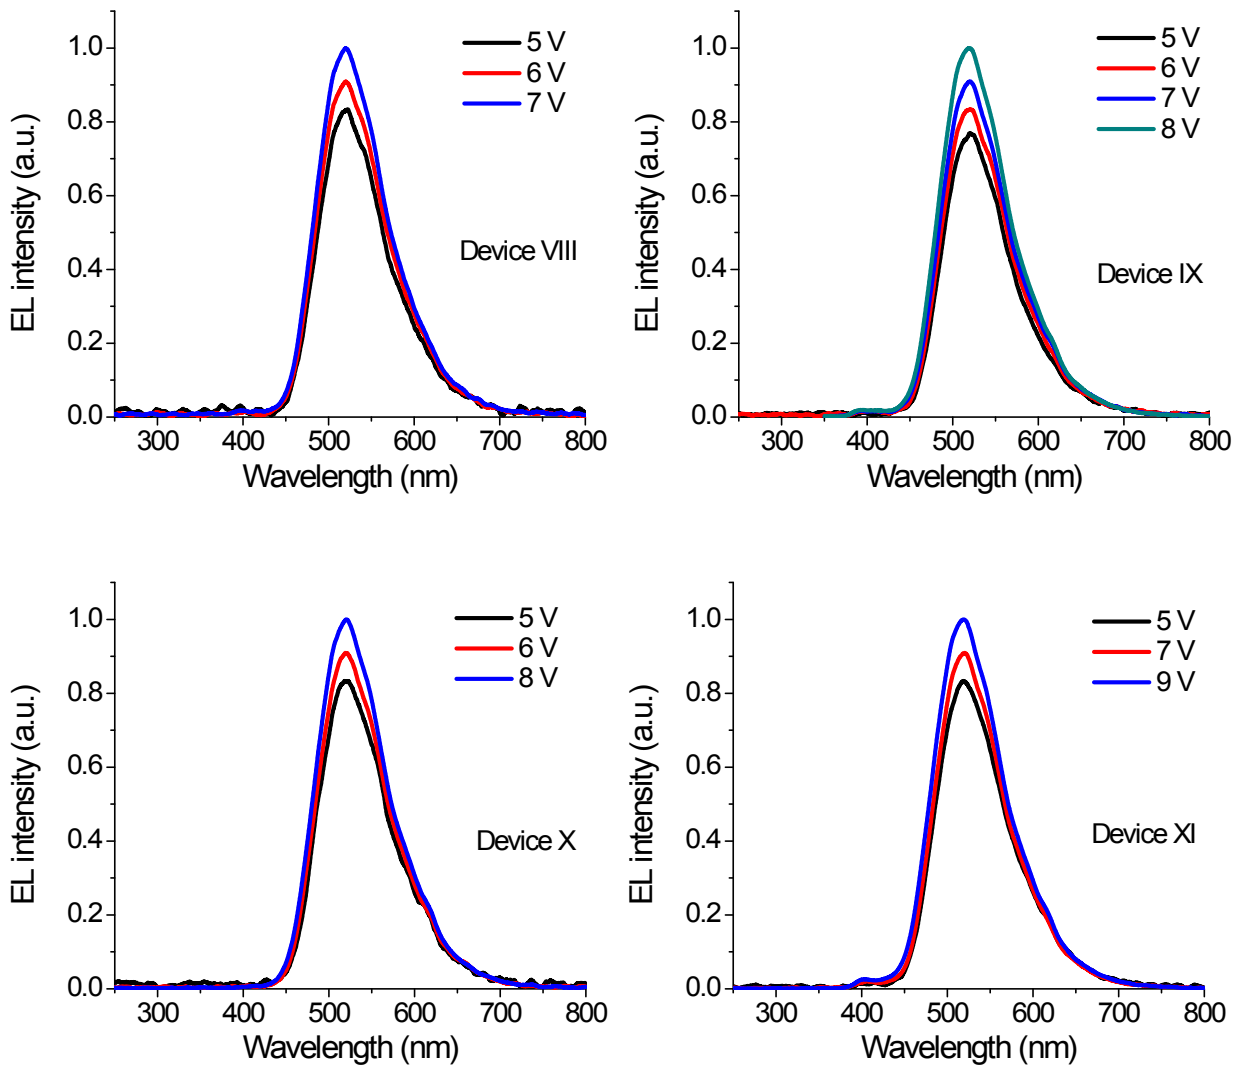 1.0
0.8
0.6
0.4
0.2
0.0
EL intensity (a.u.)
5 V
6 V
7 V
Device VIII
300 400 500 600 700 800
Wavelength (nm)
1.0
0.8
0.6
0.4
0.2
0.0
EL intensity (a.u.)
5 V
6 V
7 V
8 V
Device IX
300 400 500 600 700 800
Wavelength (nm)
1.0
0.8
0.6
0.4
0.2
0.0
EL intensity (a.u.)
5 V
6 V
8 V
Device X
300 400 500 600 700 800
Wavelength (nm)
1.0
0.8
0.6
0.4
0.2
0.0
EL intensity (a.u.)
5 V
7 V
9 V
Device XI
300 400 500 600 700 800
Wavelength (nm)